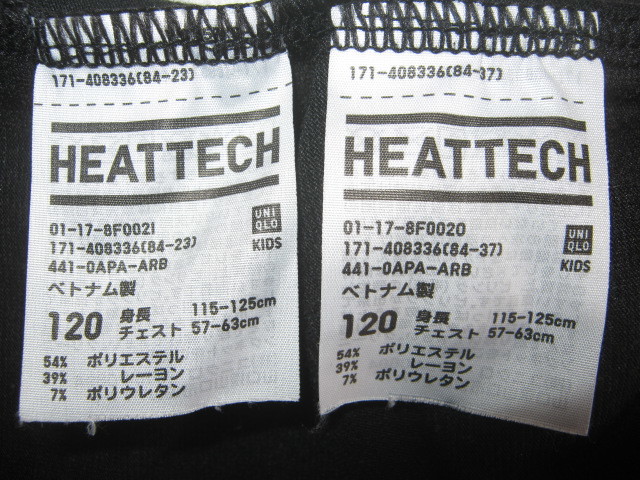 171-408336(84-23)
HEATTECH
01-17-8F0021
171-408336(84-23)
441-0APA-ARB
UNI
QLO
KIDS
ベトナム製
120 身長 115-125cm
チェスト 57-63cm
54% ポリエステル
39% レーヨン
7% ポリウレタン
171-408336(84-37)
HEATTECH
01-17-8F0020
171-408336(84-37)
441-0APA-ARB
UNI
QLO
KIDS
ベトナム製
120 身長 115-125cm
チェスト 57-63cm
54% ポリエステル
39% レーヨン
7% ポリウレタン